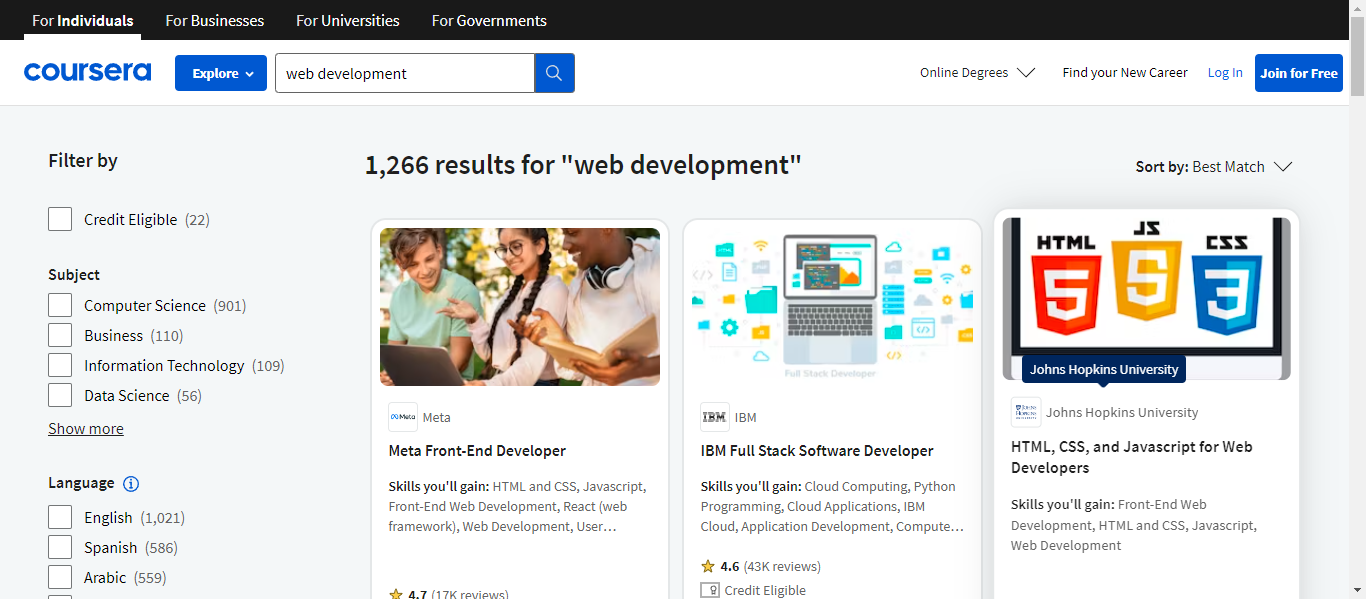 For Individuals For Businesses For Universities For Governments
coursera Explore web development Online Degrees Find your New Career Log In Join for Free
Filter by
Credit Eligible (22)
Subject
Computer Science (901)
Business (110)
Information Technology (109)
Data Science (56)
Show more
Language
English (1,021)
Spanish (586)
Arabic (559)
1,266 results for "web development"
Sort by: Best Match
Meta
Meta
Meta Front-End Developer
Skills you'll gain: HTML and CSS, Javascript,
Front-End Web Development, React (web
framework), Web Development, User…
4.7 (17K reviews)
Full Stack Developer
IBM
IBM
IBM Full Stack Software Developer
Skills you'll gain: Cloud Computing, Python
Programming, Cloud Applications, IBM
Cloud, Application Development, Compute…
4.6 (43K reviews)
Credit Eligible
HTML JS CSS
5 5 3
Johns Hopkins University
JOHNS
HOPKINS
Johns Hopkins University
HTML, CSS, and Javascript for Web
Developers
Skills you'll gain: Front-End Web
Development, HTML and CSS, Javascript,
Web Development